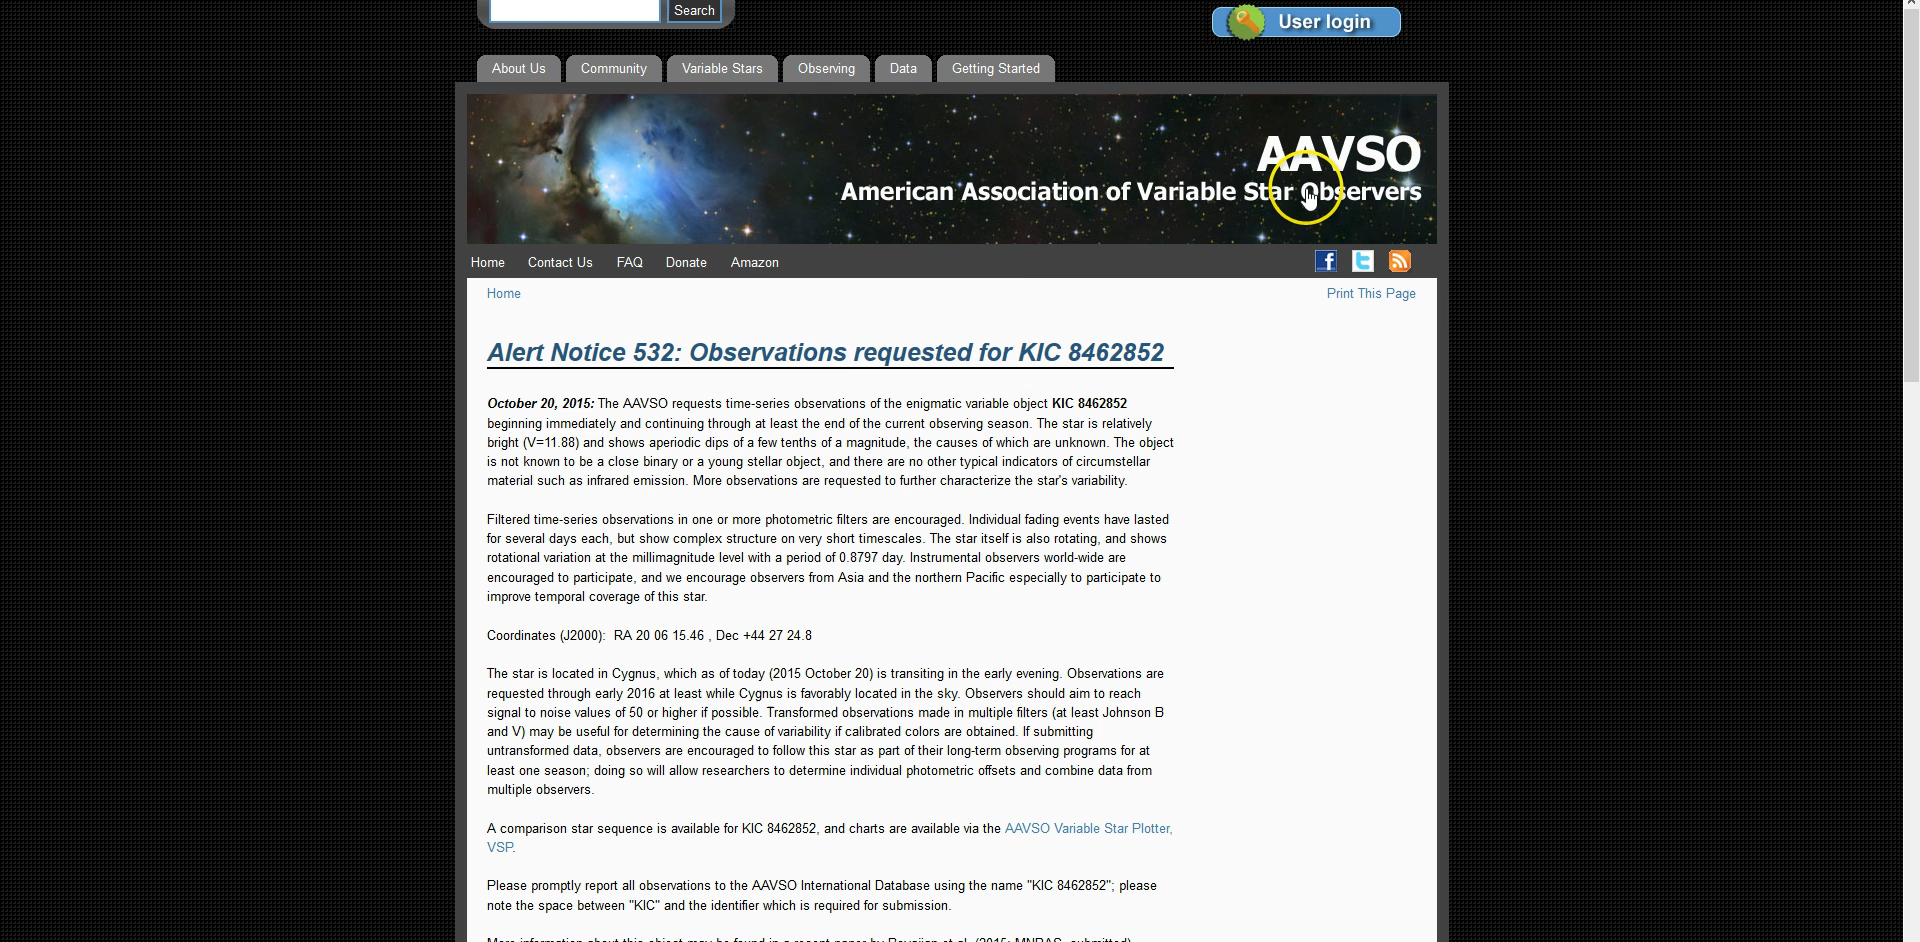 Search
User login
About Us Community Variable Stars Observing Data Getting Started
AAVSO
American Association of Variable Star Observers
Home Contact Us FAQ Donate Amazon
Home Print This Page
Alert Notice 532: Observations requested for KIC 8462852
October 20, 2015: The AAVSO requests time-series observations of the enigmatic variable object KIC 8462852
beginning immediately and continuing through at least the end of the current observing season. The star is relatively
bright (V=11.88) and shows aperiodic dips of a few tenths of a magnitude, the causes of which are unknown. The object
is not known to be a close binary or a young stellar object, and there are no other typical indicators of circumstellar
material such as infrared emission. More observations are requested to further characterize the star's variability.
Filtered time-series observations in one or more photometric filters are encouraged. Individual fading events have lasted
for several days each, but show complex structure on very short timescales. The star itself is also rotating, and shows
rotational variation at the millimagnitude level with a period of 0.8797 day. Instrumental observers world-wide are
encouraged to participate, and we encourage observers from Asia and the northern Pacific especially to participate to
improve temporal coverage of this star.
Coordinates (J2000): RA 20 06 15.46 , Dec +44 27 24.8
The star is located in Cygnus, which as of today (2015 October 20) is transiting in the early evening. Observations are
requested through early 2016 at least while Cygnus is favorably located in the sky. Observers should aim to reach
signal to noise values of 50 or higher if possible. Transformed observations made in multiple filters (at least Johnson B
and V) may be useful for determining the cause of variability if calibrated colors are obtained. If submitting
untransformed data, observers are encouraged to follow this star as part of their long-term observing programs for at
least one season; doing so will allow researchers to determine individual photometric offsets and combine data from
multiple observers.
A comparison star sequence is available for KIC 8462852, and charts are available via the AAVSO Variable Star Plotter,
VSP.
Please promptly report all observations to the AAVSO International Database using the name "KIC 8462852"; please
note the space between "KIC" and the identifier which is required for submission.
More information about this object may be found in a recent paper by Boyajian et al. (2015; MNRAS, submitted)